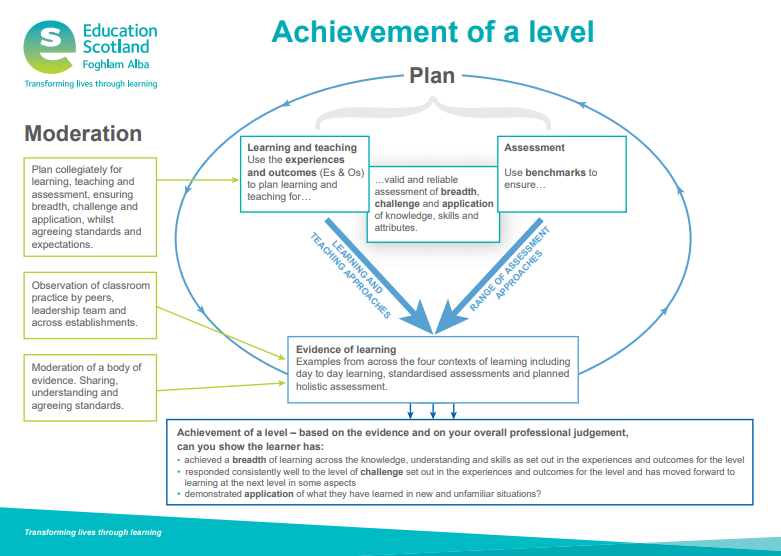 Education
Scotland
Foghlam Alba
Transforming lives through learning
Achievement of a level
Plan
Moderation
Plan collegiately for
learning, teaching and
assessment, ensuring
breadth, challenge and
application, whilst
agreeing standards and
expectations.
Observation of classroom
practice by peers,
leadership team and
across establishments.
Moderation of a body of
evidence. Sharing,
understanding and
agreeing standards.
Learning and teaching
Use the experiences
and outcomes (Es & Os)
to plan learning and
teaching for…
…valid and reliable
assessment of breadth,
challenge and application
of knowledge, skills and
attributes.
Assessment
Use benchmarks to
ensure…
LEARNING AND
TEACHING APPROACHES
RANGE OF ASSESSMENT
APPROACHES
Evidence of learning
Examples from across the four contexts of learning including
day to day learning, standardised assessments and planned
holistic assessment.
Achievement of a level – based on the evidence and on your overall professional judgement,
can you show the learner has:
• achieved a breadth of learning across the knowledge, understanding and skills as set out in the experiences and outcomes for the level
• responded consistently well to the level of challenge set out in the experiences and outcomes for the level and has moved forward to
learning at the next level in some aspects
• demonstrated application of what they have learned in new and unfamiliar situations?
Transforming lives through learning